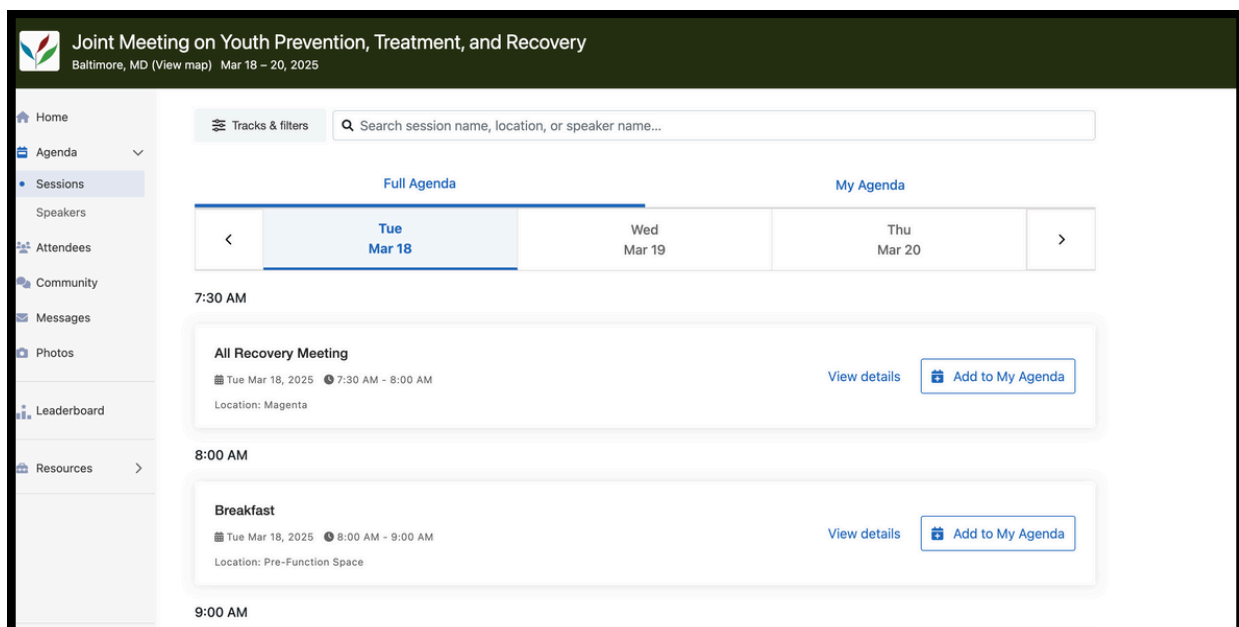 Joint Meeting on Youth Prevention, Treatment, and Recovery
Baltimore, MD (View map) Mar 18 – 20, 2025
Home
Agenda
Sessions
Speakers
Attendees
Community
Messages
Photos
Leaderboard
Resources
Tracks & filters
Search session name, location, or speaker name...
Full Agenda
My Agenda
Tue
Mar 18
Wed
Mar 19
Thu
Mar 20
7:30 AM
All Recovery Meeting
Tue Mar 18, 2025 7:30 AM - 8:00 AM
Location: Magenta
View details
Add to My Agenda
8:00 AM
Breakfast
Tue Mar 18, 2025 8:00 AM - 9:00 AM
Location: Pre-Function Space
View details
Add to My Agenda
9:00 AM